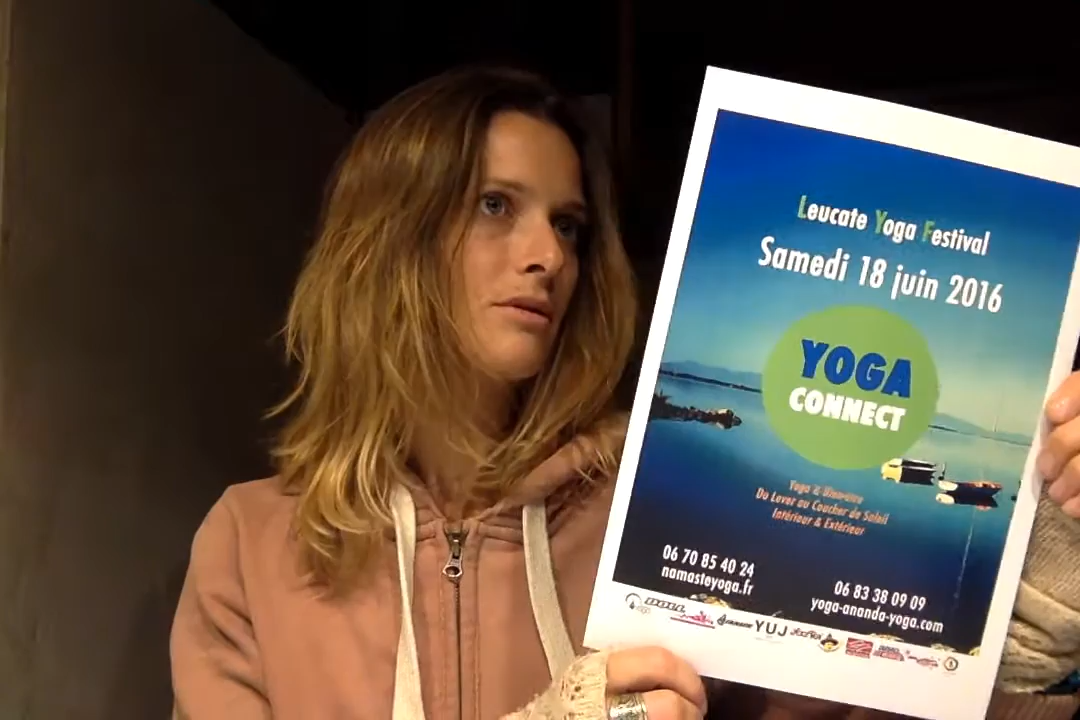 Leucate Yoga Festival
Samedi 18 juin 2016
YOGA
CONNECT
Yoga & Bien-être
Du Lever au Coucher de Soleil
Intérieur & Extérieur
06 70 85 40 24
namasteyoga.fr
06 83 38 09 09
yoga-ananda-yoga.com
YUJ